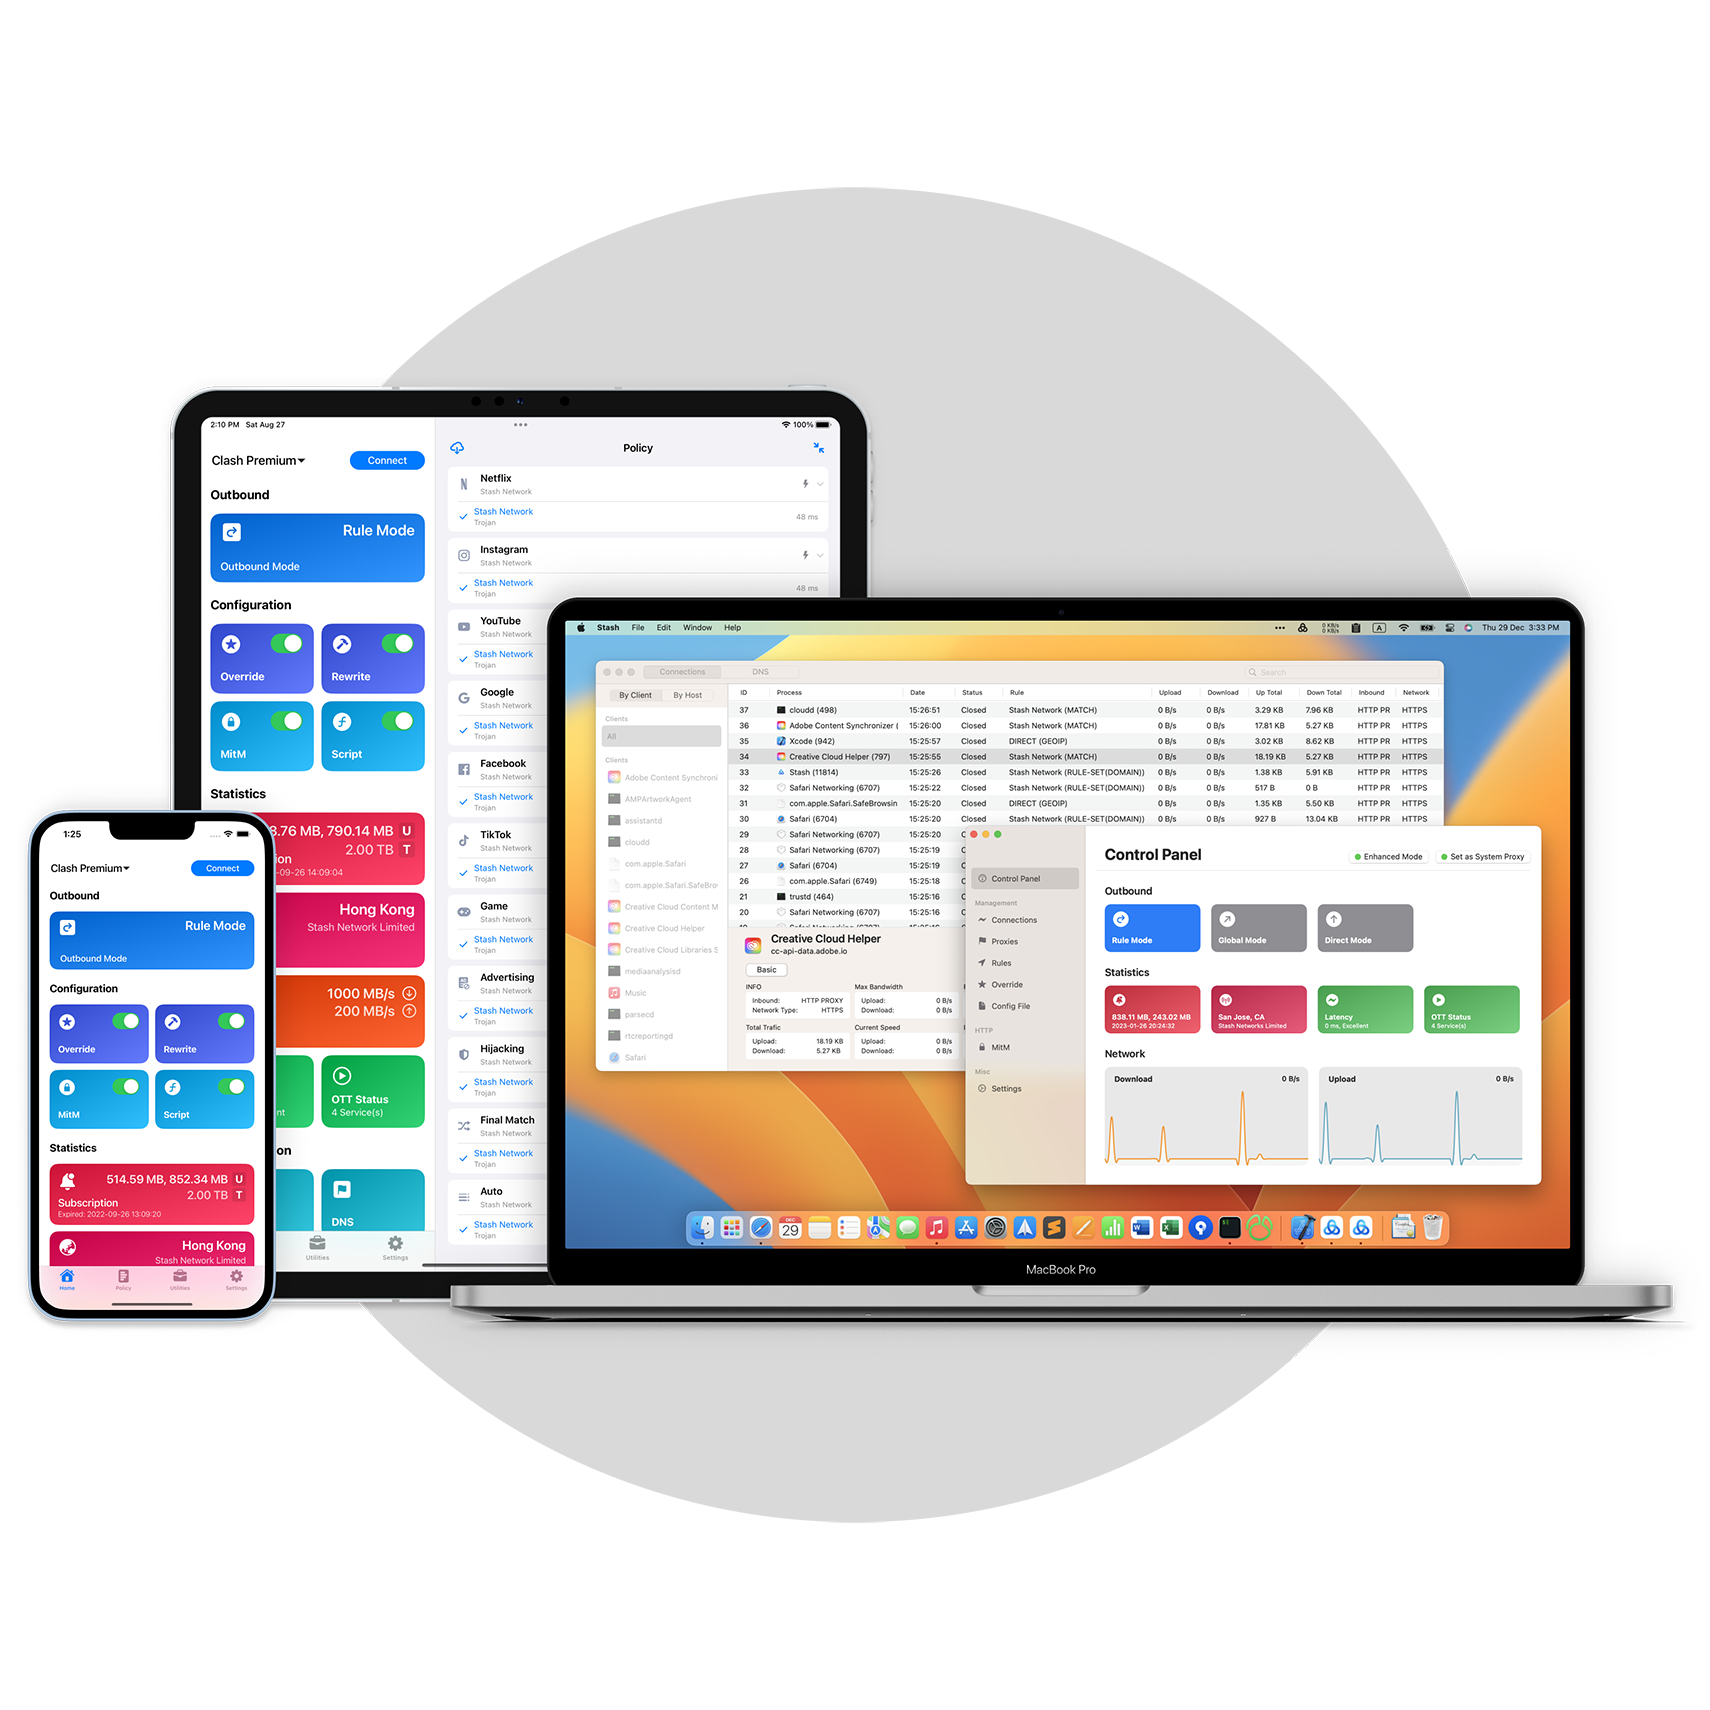 2:10 PM Sat Aug 27
100%
Clash Premium
Connect
Outbound
Rule Mode
Outbound Mode
Configuration
Override
Rewrite
MitM
Script
Statistics
3.76 MB, 790.14 MB U
2.00 TB T
-09-26 14:09:04
Hong Kong
Stash Network Limited
1000 MB/s
200 MB/s
OTT Status
4 Service(s)
DNS
Utilities
Settings
Policy
Netflix
Stash Network
Stash Network
Trojan
48 ms
Instagram
Stash Network
Stash Network
Trojan
48 ms
YouTube
Stash Network
Stash Network
Trojan
Google
Stash Network
Stash Network
Trojan
Facebook
Stash Network
Stash Network
Trojan
TikTok
Stash Network
Stash Network
Trojan
Game
Stash Network
Stash Network
Trojan
Advertising
Stash Network
Stash Network
Trojan
Hijacking
Stash Network
Stash Network
Trojan
Final Match
Stash Network
Stash Network
Trojan
Auto
Stash Network
Stash Network
Trojan
1:25
Clash Premium
Connect
Outbound
Rule Mode
Outbound Mode
Configuration
Override
Rewrite
MitM
Script
Statistics
514.59 MB, 852.34 MB U
2.00 TB T
Subscription
Expired: 2022-09-26 13:09:20
Hong Kong
Stash Network Limited
Home
Policy
Utilities
Settings
Stash File Edit Window Help
0 KB/s
0 KB/s
A
Thu 29 Dec 3:33 PM
Connections
DNS
Search
By Client
By Host
Clients
All
Clients
Adobe Content Synchroni
AMPArtworkAgent
assistantd
cloudd
com.apple.Safari
com.apple.Safari.SafeBrov
Creative Cloud Content M
Creative Cloud Helper
Creative Cloud Libraries S
mediaanalysisd
Music
parsecd
rtcreportingd
Safari
ID Process Date Status Rule Upload Download Up Total Down Total Inbound Network
37 cloudd (498) 15:26:51 Closed Stash Network (MATCH) 0 B/s 0 B/s 3.29 KB 7.96 KB HTTP PR HTTPS
36 Adobe Content Synchronizer ( 15:26:00 Closed Stash Network (MATCH) 0 B/s 0 B/s 17.81 KB 5.27 KB HTTP PR HTTPS
35 Xcode (942) 15:25:57 Closed DIRECT (GEOIP) 0 B/s 0 B/s 3.02 KB 8.62 KB HTTP PR HTTPS
34 Creative Cloud Helper (797) 15:25:55 Closed Stash Network (MATCH) 0 B/s 0 B/s 18.19 KB 5.27 KB HTTP PR HTTPS
33 Stash (11814) 15:25:26 Closed Stash Network (RULE-SET(DOMAIN)) 0 B/s 0 B/s 1.38 KB 5.91 KB HTTP PR HTTPS
32 Safari Networking (6707) 15:25:22 Closed Stash Network (RULE-SET(DOMAIN)) 0 B/s 0 B/s 517 B 0 B HTTP PR HTTPS
31 com.apple.Safari.SafeBrowsin 15:25:20 Closed DIRECT (GEOIP) 0 B/s 0 B/s 1.35 KB 5.50 KB HTTP PR HTTPS
30 Safari (6704) 15:25:20 Closed Stash Network (RULE-SET(DOMAIN)) 0 B/s 0 B/s 927 B 13.04 KB HTTP PR HTTPS
29 Safari Networking (6707) 15:25:20
28 Safari Networking (6707) 15:25:19
27 Safari (6704) 15:25:19
26 com.apple.Safari (6749) 15:25:18
21 trustd (464) 15:25:16
20 Safari Networking (6707) 15:25:16
Creative Cloud Helper
cc-api-data.adobe.io
Basic
INFO
Inbound: HTTP PROXY
Network Type: HTTPS
Max Bandwidth
Upload: 0 B/s
Download: 0 B/s
Total Trafic
Upload: 18.19 KB
Download: 5.27 KB
Current Speed
Upload: 0 B/s
Download: 0 B/s
Control Panel
Management
Connections
Proxies
Rules
Override
Config File
HTTP
MitM
Misc
Settings
Control Panel
Enhanced Mode
Set as System Proxy
Outbound
Rule Mode
Global Mode
Direct Mode
Statistics
838.11 MB, 243.02 MB
2023-01-26 20:24:32
San Jose, CA
Stash Networks Limited
Latency
0 ms, Excellent
OTT Status
4 Service(s)
Network
Download 0 B/s
Upload 0 B/s
DEC
29
MacBook Pro